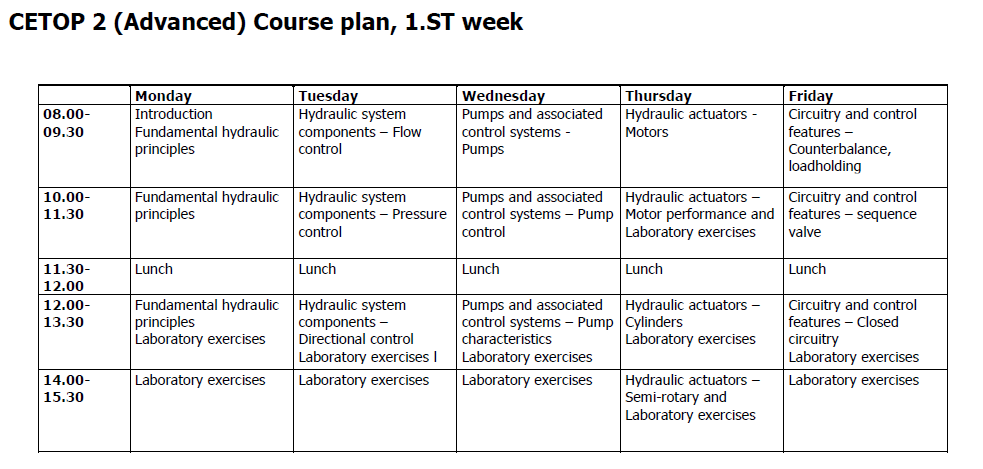 CETOP 2 (Advanced) Course plan, 1.ST week
Monday
Tuesday
Wednesday
Thursday
Friday
08.00-
09.30
Introduction
Fundamental hydraulic
principles
Hydraulic system
components – Flow
control
Pumps and associated
control systems -
Pumps
Hydraulic actuators -
Motors
Circuitry and control
features –
Counterbalance,
loadholding
10.00-
11.30
Fundamental hydraulic
principles
Hydraulic system
components – Pressure
control
Pumps and associated
control systems – Pump
control
Hydraulic actuators –
Motor performance and
Laboratory exercises
Circuitry and control
features – sequence
valve
11.30-
12.00
Lunch
Lunch
Lunch
Lunch
Lunch
12.00-
13.30
Fundamental hydraulic
principles
Laboratory exercises
Hydraulic system
components –
Directional control
Laboratory exercises l
Pumps and associated
control systems – Pump
characteristics
Laboratory exercises
Hydraulic actuators –
Cylinders
Laboratory exercises
Circuitry and control
features – Closed
circuitry
Laboratory exercises
14.00-
15.30
Laboratory exercises
Laboratory exercises
Laboratory exercises
Hydraulic actuators –
Semi-rotary and
Laboratory exercises
Laboratory exercises